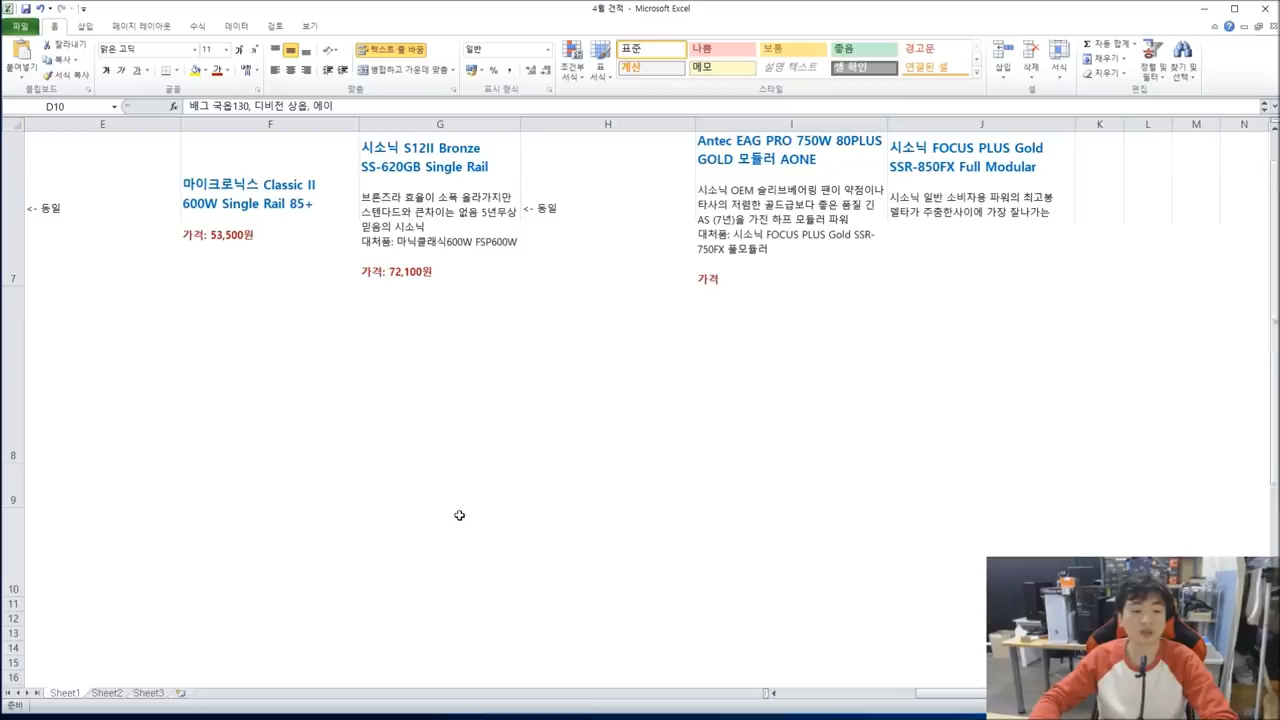 4월 견적 - Microsoft Excel
파일 홈 삽입 페이지 레이아웃 수식 데이터 검토 보기
붙여넣기
잘라내기
복사
서식 복사
클립보드
맑은 고딕 11
가 가 가
글꼴
텍스트 줄 바꿈
병합하고 가운데 맞춤
맞춤
일반
표시 형식
조건부 서식
표 서식
표준 나쁨 보통 좋음 경고문
계산 메모 설명 텍스트 셀 확인 연결된 셀
스타일
삽입 삭제 서식
셀
Σ 자동 합계
채우기
지우기
정렬 및 필터
찾기 및 선택
편집
D10 fx 배그 국옵130, 디비전 상옵, 에이
E F G H I J K L M N
<- 동일
마이크로닉스 Classic II
600W Single Rail 85+
가격: 53,500원
시소닉 S12II Bronze
SS-620GB Single Rail
브론즈라 효율이 소폭 올라가지만
스텐다드와 큰차이는 없음 5년무상
믿음의 시소닉
대처품: 마닉클래식600W FSP600W
가격: 72,100원
<- 동일
Antec EAG PRO 750W 80PLUS
GOLD 모듈러 AONE
시소닉 OEM 슬리브베어링 팬이 약점이나
타사의 저렴한 골드급보다 좋은 품질 긴
AS (7년)을 가진 하프 모듈러 파워
대처품: 시소닉 FOCUS PLUS Gold SSR-
750FX 풀모듈러
가격
시소닉 FOCUS PLUS Gold
SSR-850FX Full Modular
시소닉 일반 소비자용 파워의 최고봉
델타가 주춤한사이에 가장 잘나가는
7
8
9
10
11
12
13
14
15
16
Sheet1 Sheet2 Sheet3
준비